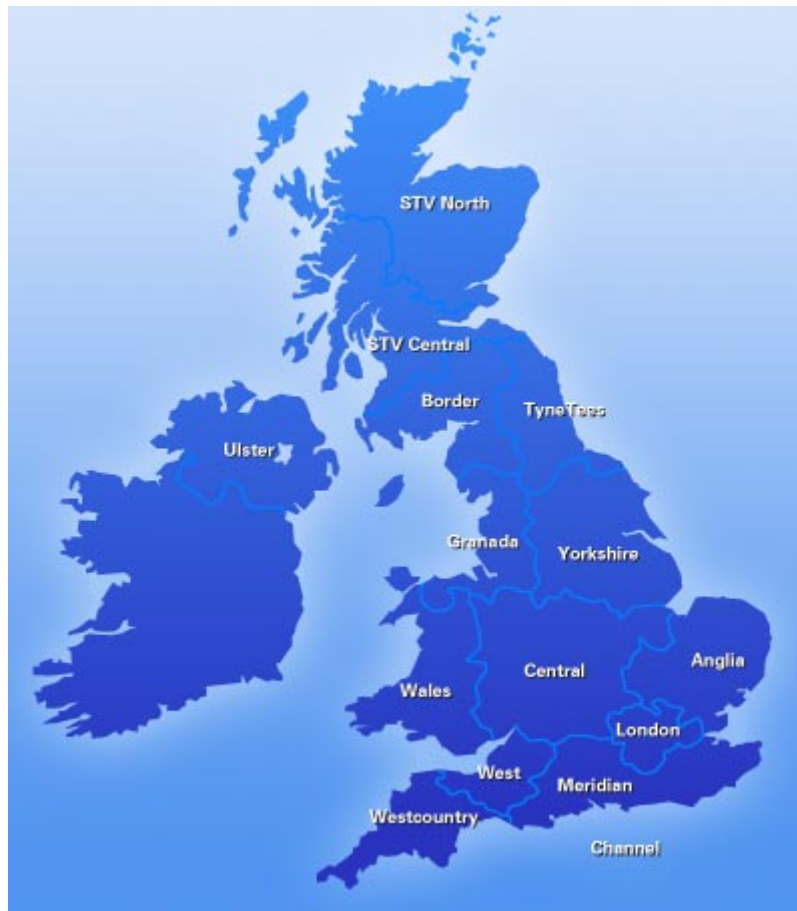 STV North
STV Central
Border
TyneTees
Ulster
Granada
Yorkshire
Anglia
Central
Wales
London
West
Meridian
Westcountry
Channel